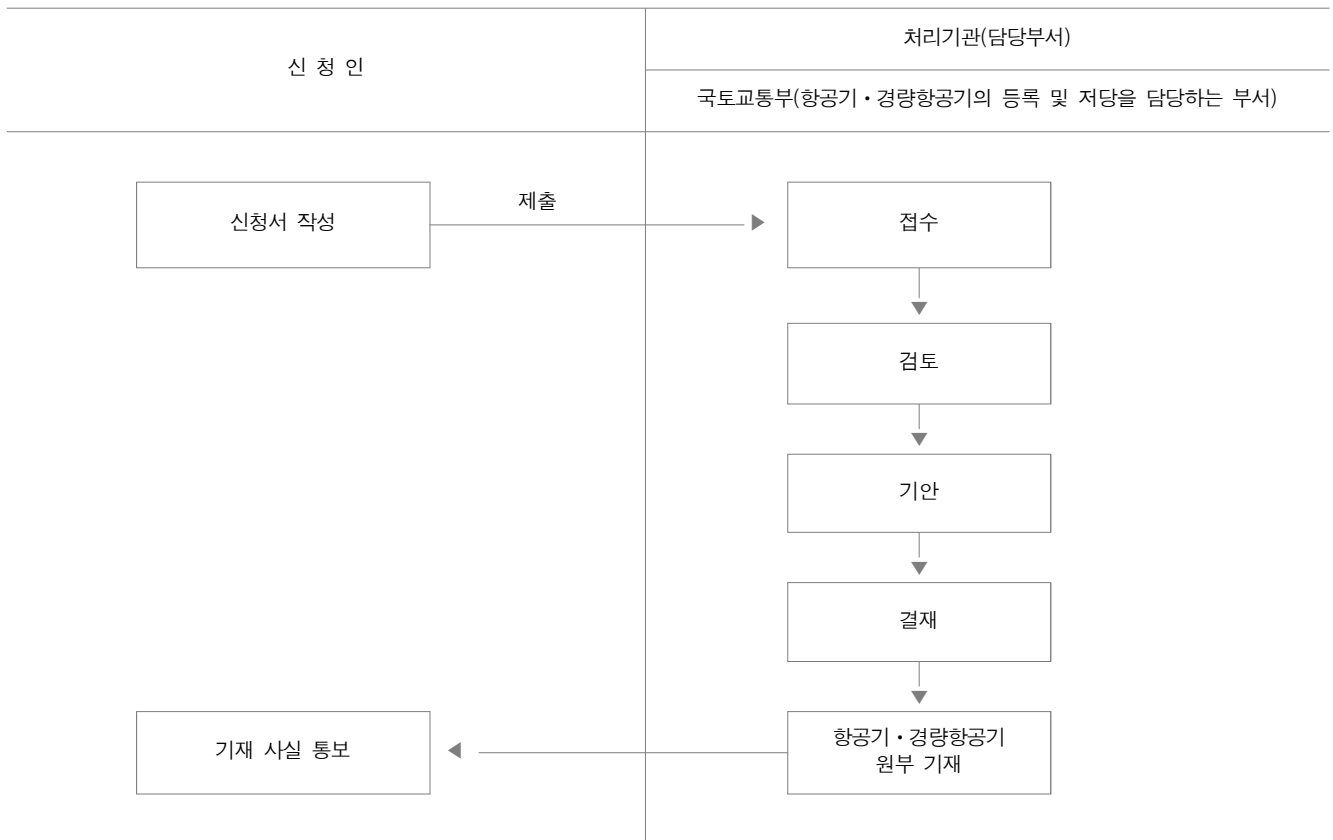 신 청 인
처리기관(담당부서)
국토교통부(항공기・경량항공기의 등록 및 저당을 담당하는 부서)
신청서 작성
제출
접수
검토
기안
결재
기재 사실 통보
항공기・경량항공기
원부 기재